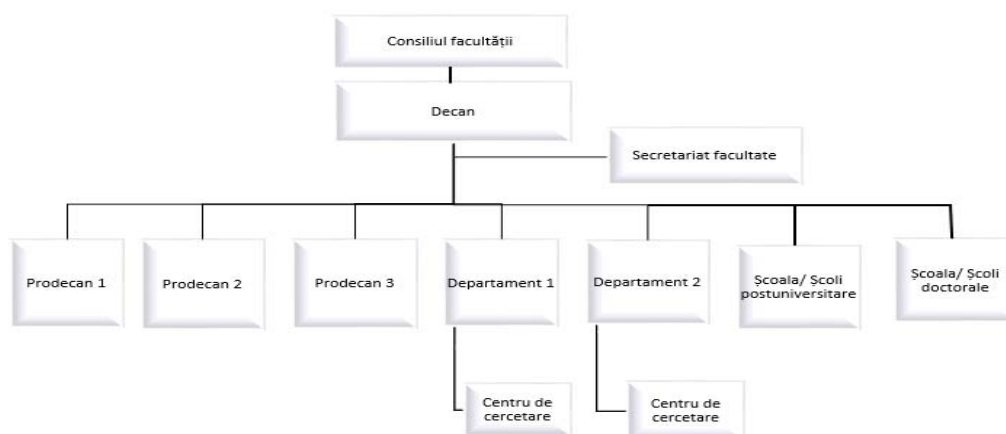 Consiliul facultății
Decan
Secretariat facultate
Prodecan 1
Prodecan 2
Prodecan 3
Departament 1
Departament 2
Școala/ Școli
postuniversitare
Școala/ Școli
doctorale
Centru de
cercetare
Centru de
cercetare